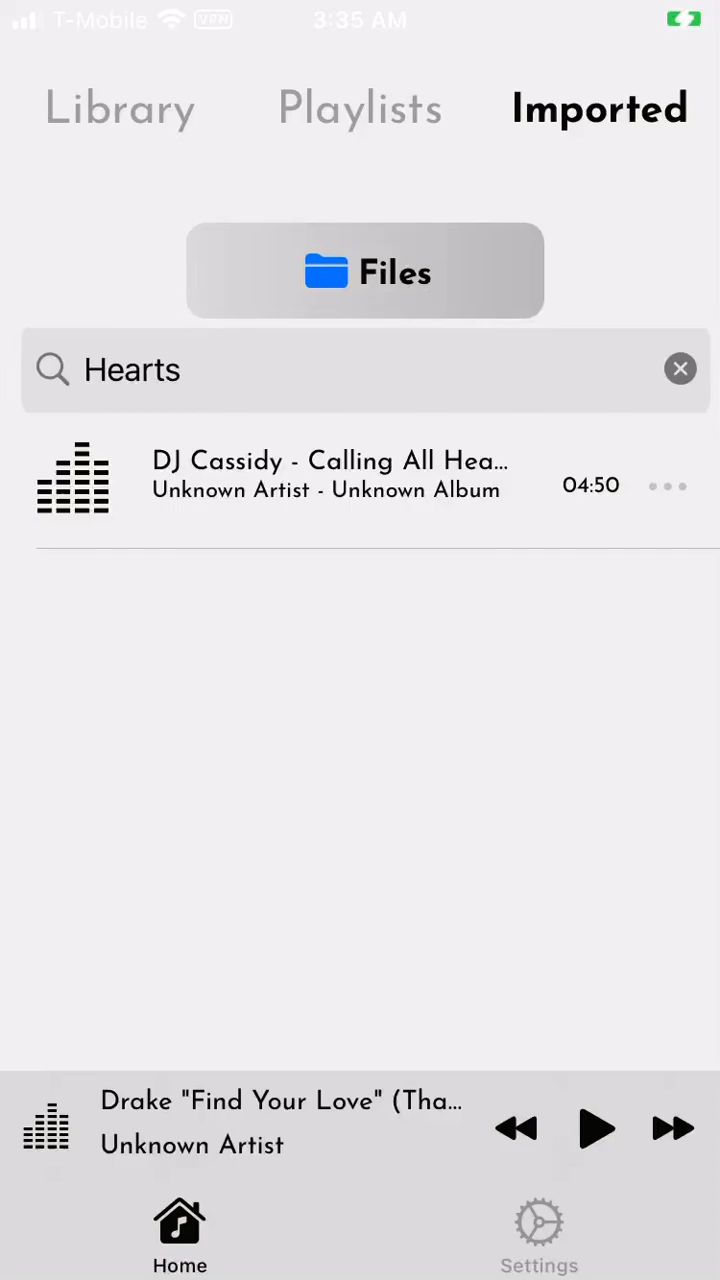 T-Mobile VPN 3:35 AM
Library Playlists Imported
Files
Hearts
DJ Cassidy - Calling All Hea...
Unknown Artist - Unknown Album
04:50
Drake "Find Your Love" (Tha...
Unknown Artist
Home Settings